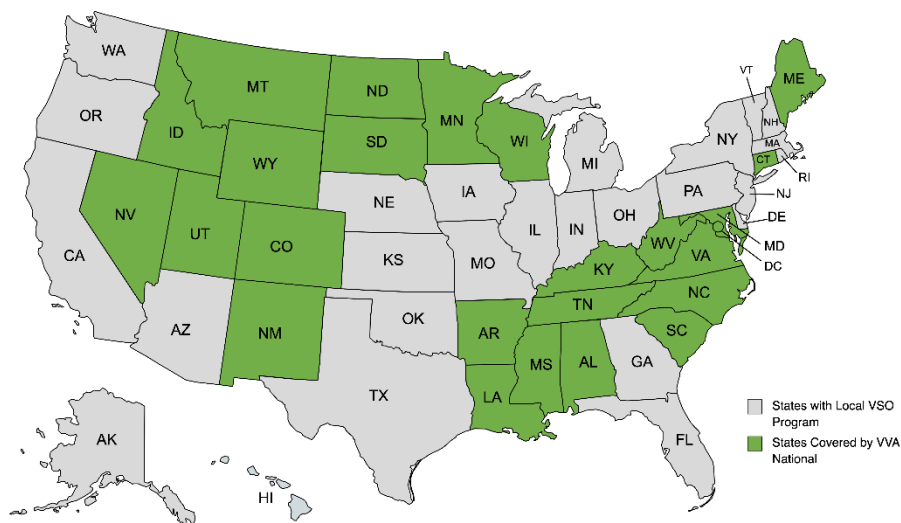 WA
OR
CA
NV
ID
MT
WY
UT
CO
AZ
NM
ND
SD
NE
KS
OK
TX
MN
IA
MO
AR
LA
WI
IL
MI
IN
OH
KY
TN
MS
AL
GA
FL
SC
NC
VA
WV
PA
NY
VT
NH
MA
CT
RI
NJ
DE
MD
DC
ME
AK
HI
States with Local VSO
Program
States Covered by VVA
National